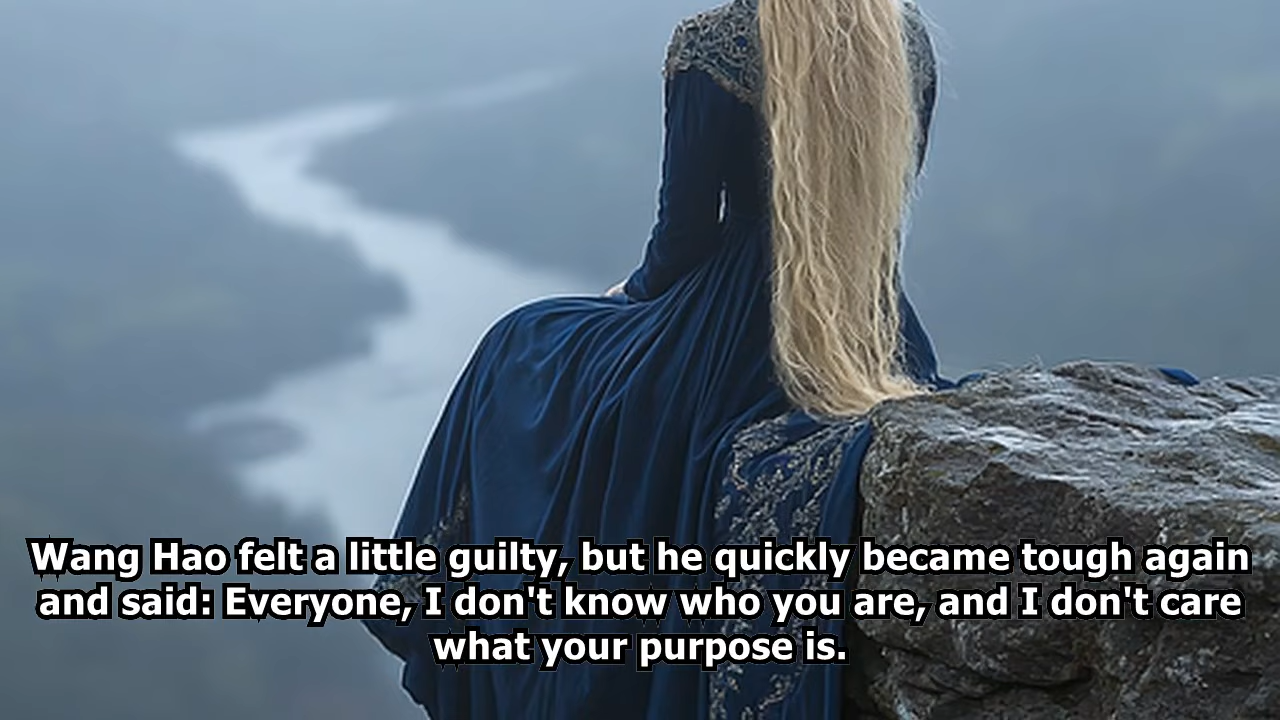 Wang Hao felt a little guilty, but he quickly became tough again
and said: Everyone, I don't know who you are, and I don't care
what your purpose is.